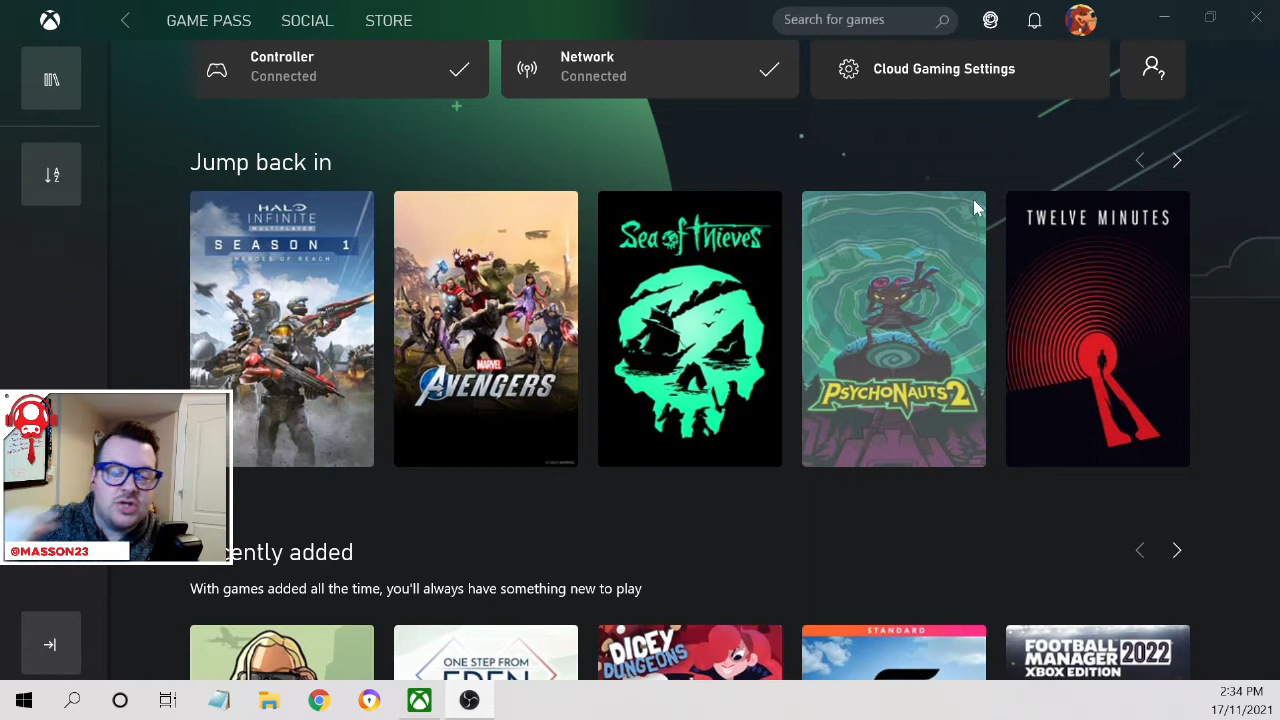 GAME PASS
SOCIAL
STORE
Search for games
Controller
Connected
Network
Connected
Cloud Gaming Settings
Jump back in
HALO
INFINITE
MULTIPLAYER
SEASON 1
HEROES OF REACH
MARVEL
AVENGERS
Sea of Thieves
PSYCHONAUTS 2
TWELVE MINUTES
@MASSON23
ently added
With games added all the time, you'll always have something new to play
ONE STEP FROM
EDEN
DICEY
DUNGEONS
STANDARD
FOOTBALL
MANAGER 2022
XBOX EDITION
2:34 PM
17/11/2021